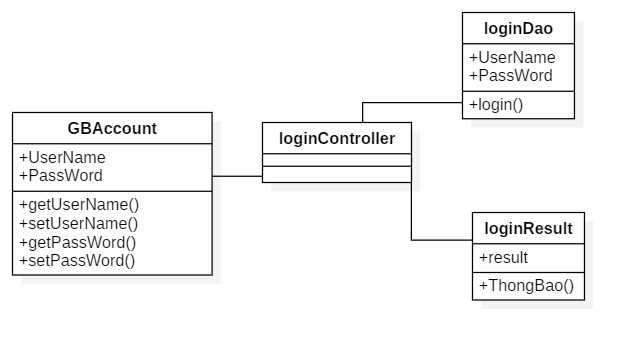 GBAccount
+UserName
+PassWord
+getUserName()
+setUserName()
+getPassWord()
+setPassWord()
loginController
loginDao
+UserName
+PassWord
+login()
loginResult
+result
+ThongBao()